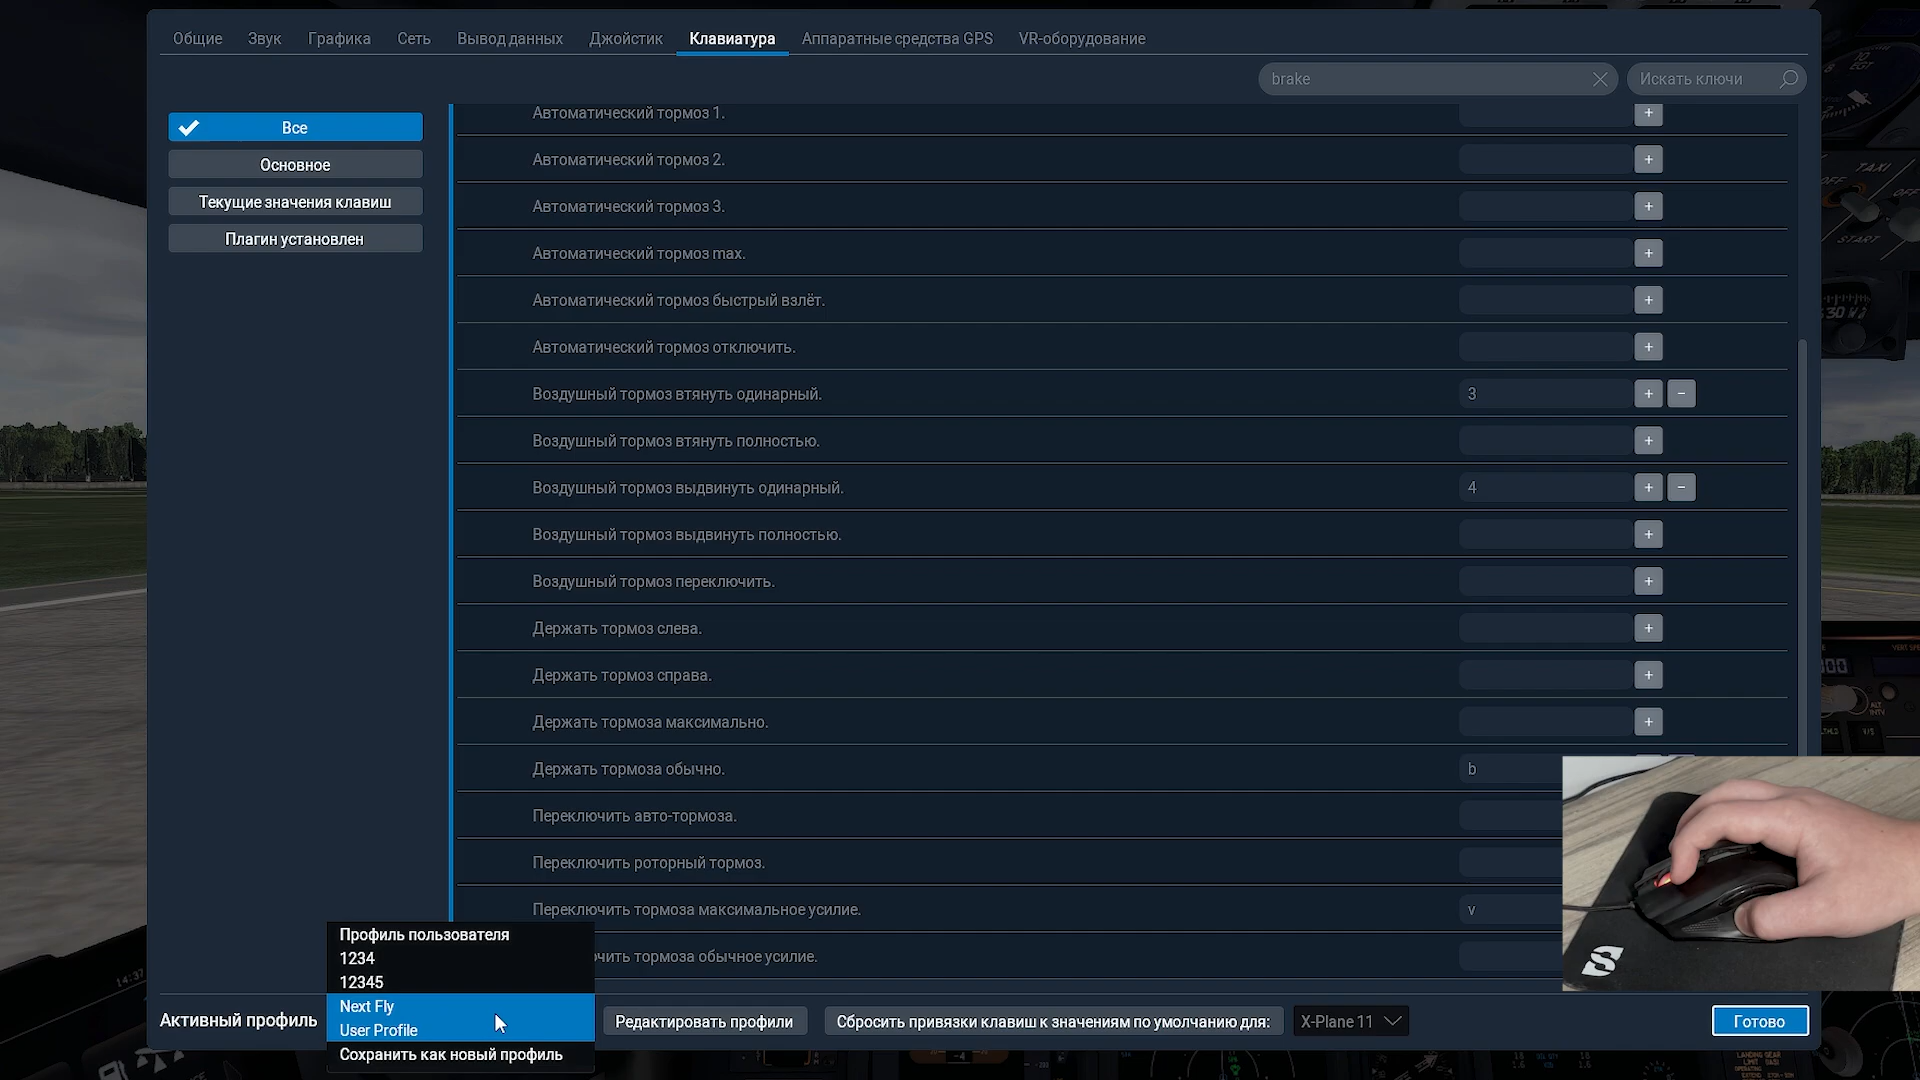 Общие Звук Графика Сеть Вывод данных Джойстик Клавиатура Аппаратные средства GPS VR-оборудование
brake
Искать ключи
Все
Основное
Текущие значения клавиш
Плагин установлен
Автоматический тормоз 1. +
Автоматический тормоз 2. +
Автоматический тормоз 3. +
Автоматический тормоз max. +
Автоматический тормоз быстрый взлёт. +
Автоматический тормоз отключить. +
Воздушный тормоз втянуть одинарный. 3 + -
Воздушный тормоз втянуть полностью. +
Воздушный тормоз выдвинуть одинарный. 4 + -
Воздушный тормоз выдвинуть полностью. +
Воздушный тормоз переключить. +
Держать тормоз слева. +
Держать тормоз справа. +
Держать тормоза максимально. +
Держать тормоза обычно. b
Переключить авто-тормоза.
Переключить роторный тормоз.
Переключить тормоза максимальное усилие. v
чить тормоза обычное усилие.
Профиль пользователя
1234
12345
Next Fly
User Profile
Сохранить как новый профиль
Активный профиль
Редактировать профили
Сбросить привязки клавиш к значениям по умолчанию для:
X-Plane 11
Готово
TAXI
OFF
START
14:37
S